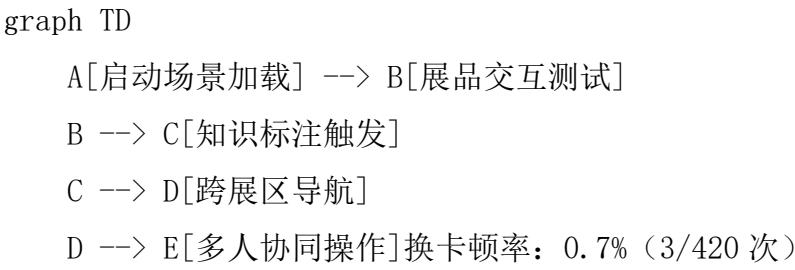 graph TD
A[启动场景加载] --> B[展品交互测试]
B --> C[知识标注触发]
C --> D[跨展区导航]
D --> E[多人协同操作]换卡顿率：0.7%（3/420 次）